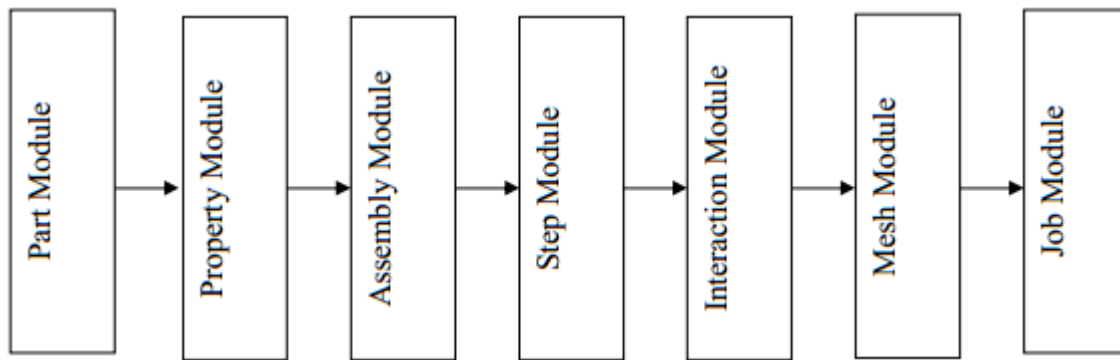 Part Module
Property Module
Assembly Module
Step Module
Interaction Module
Mesh Module
Job Module